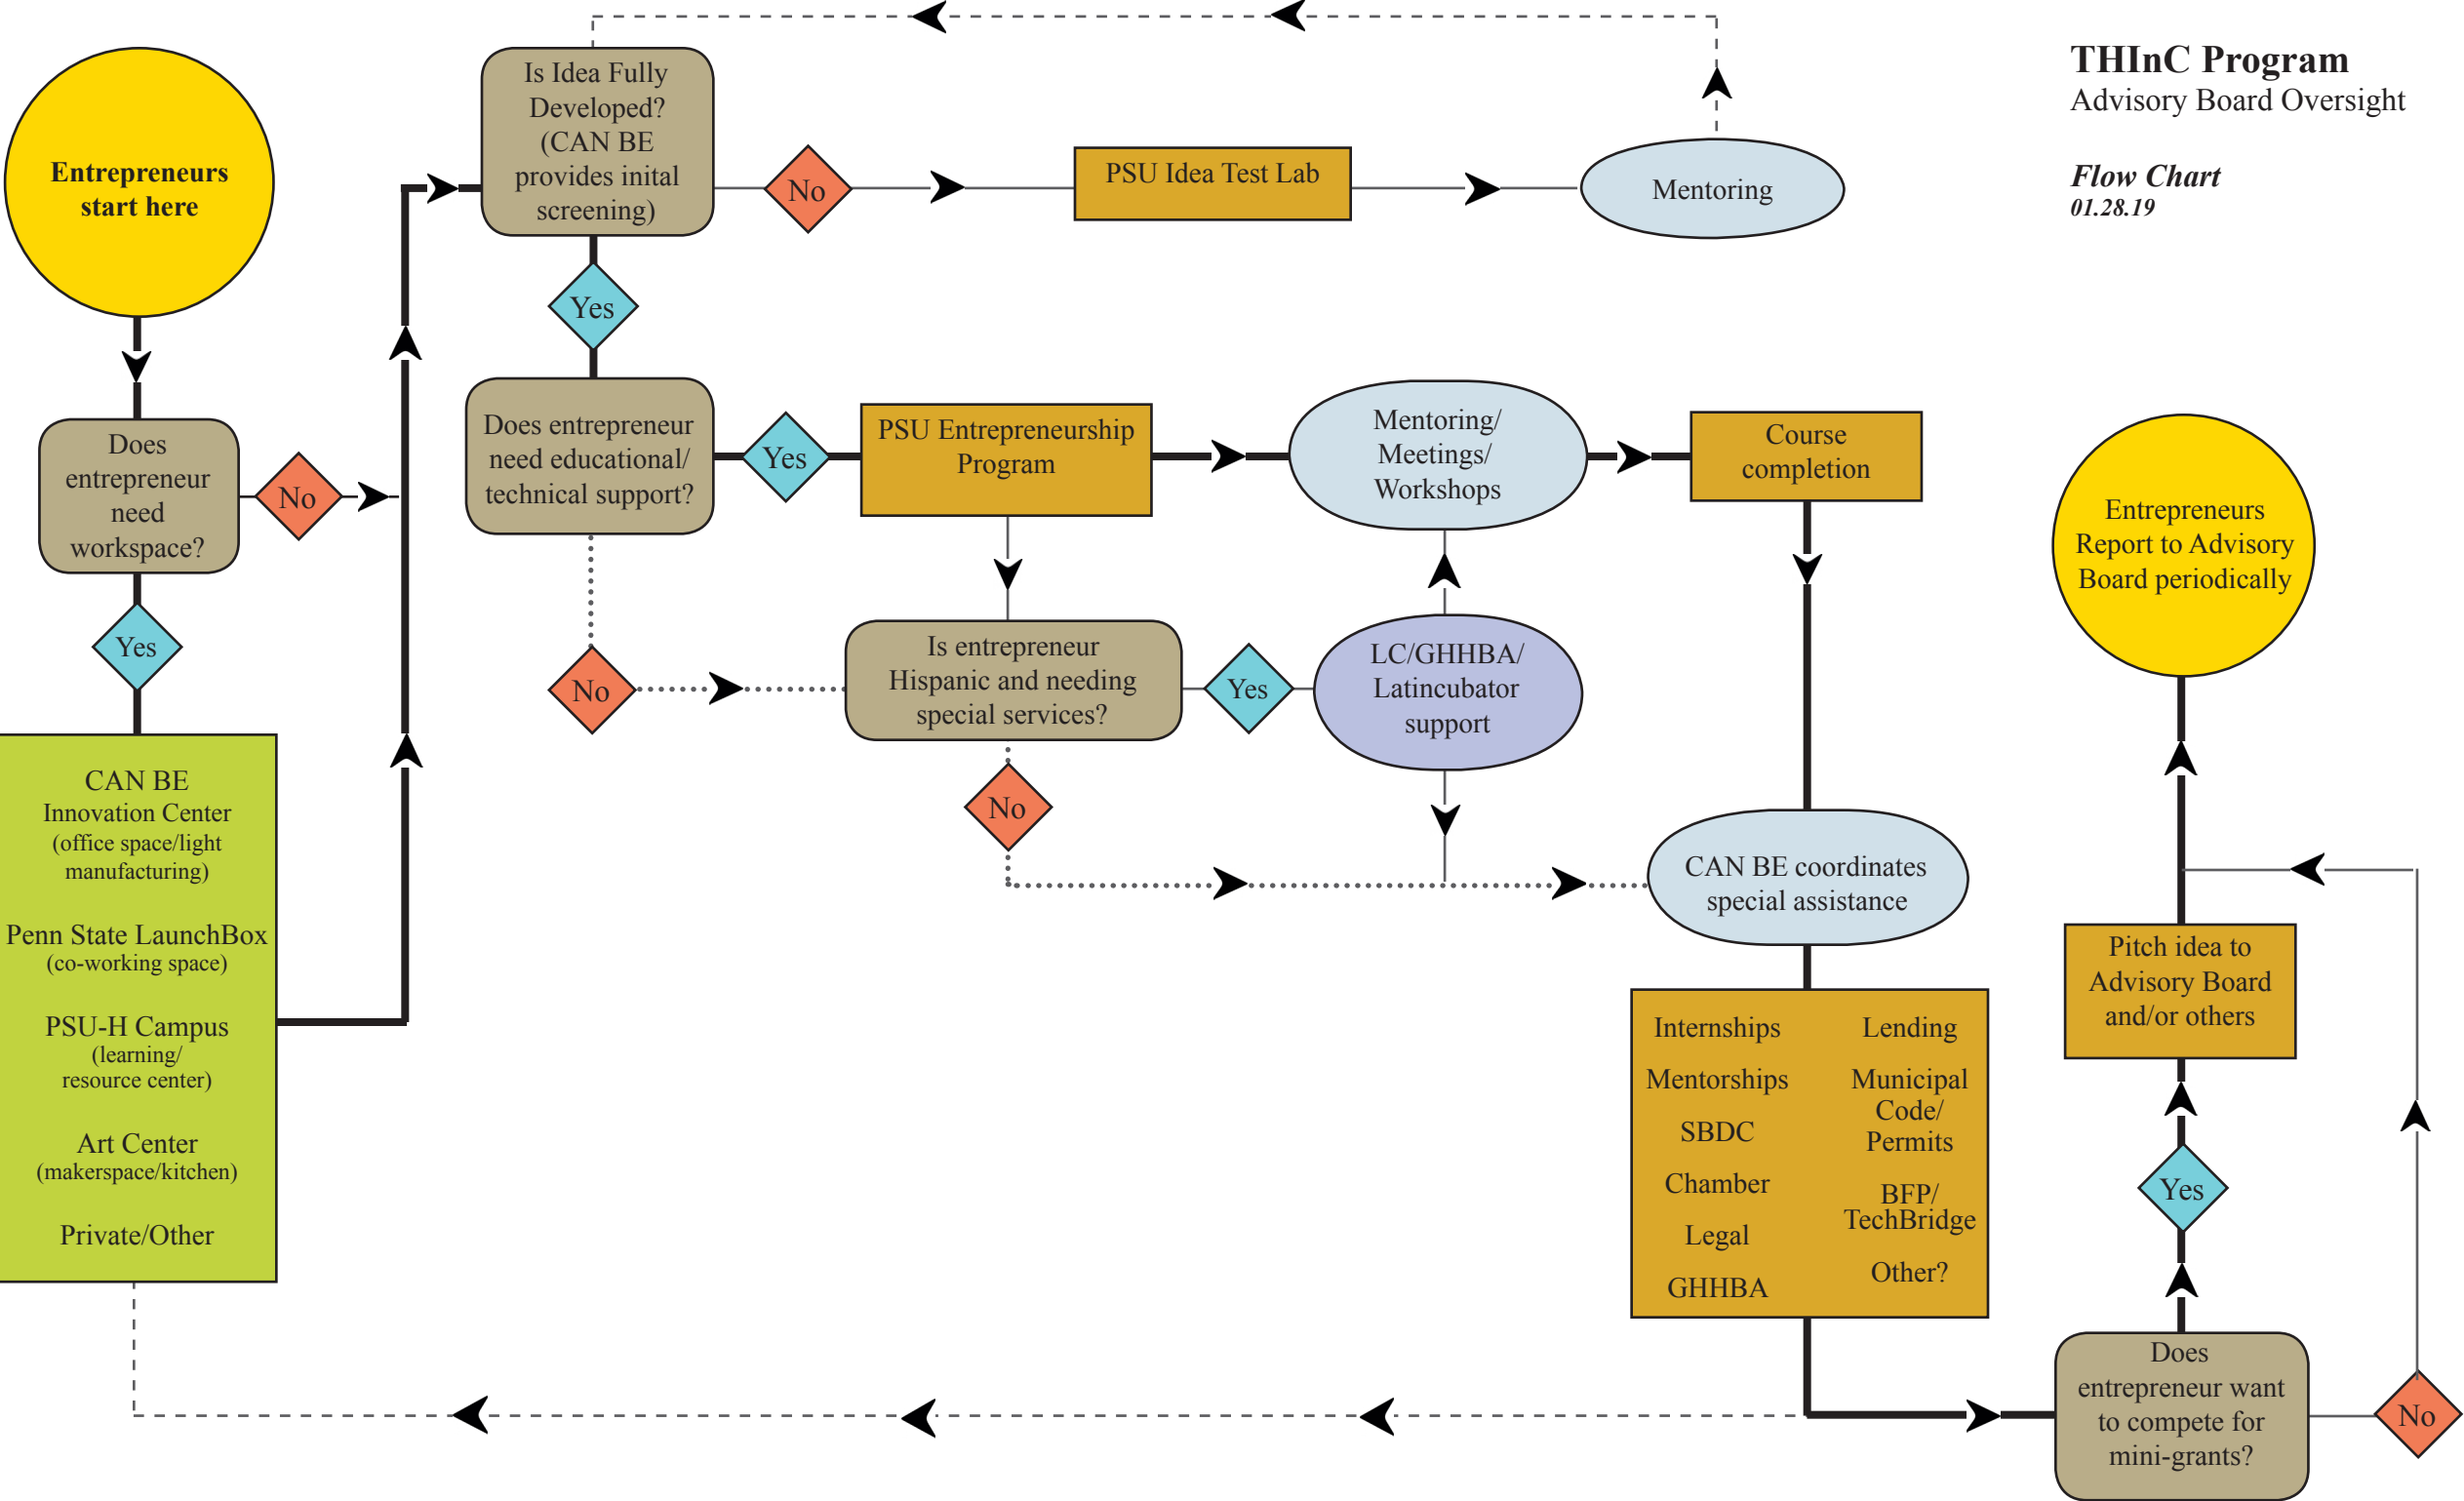 THInC Program
Advisory Board Oversight
Flow Chart
01.28.19
Entrepreneurs
start here
Does
entrepreneur
need
workspace?
No
Yes
CAN BE
Innovation Center
(office space/light
manufacturing)
Penn State LaunchBox
(co-working space)
PSU-H Campus
(learning/
resource center)
Art Center
(makerspace/kitchen)
Private/Other
Is Idea Fully
Developed?
(CAN BE
provides inital
screening)
No
PSU Idea Test Lab
Mentoring
Yes
Does entrepreneur
need educational/
technical support?
Yes
PSU Entrepreneurship
Program
Mentoring/
Meetings/
Workshops
Course
completion
No
Is entrepreneur
Hispanic and needing
special services?
Yes
LC/GHHBA/
Latincubator
support
No
CAN BE coordinates
special assistance
Internships
Mentorships
SBDC
Chamber
Legal
GHHBA
Lending
Municipal
Code/
Permits
BFP/
TechBridge
Other?
Does
entrepreneur want
to compete for
mini-grants?
No
Yes
Pitch idea to
Advisory Board
and/or others
Entrepreneurs
Report to Advisory
Board periodically